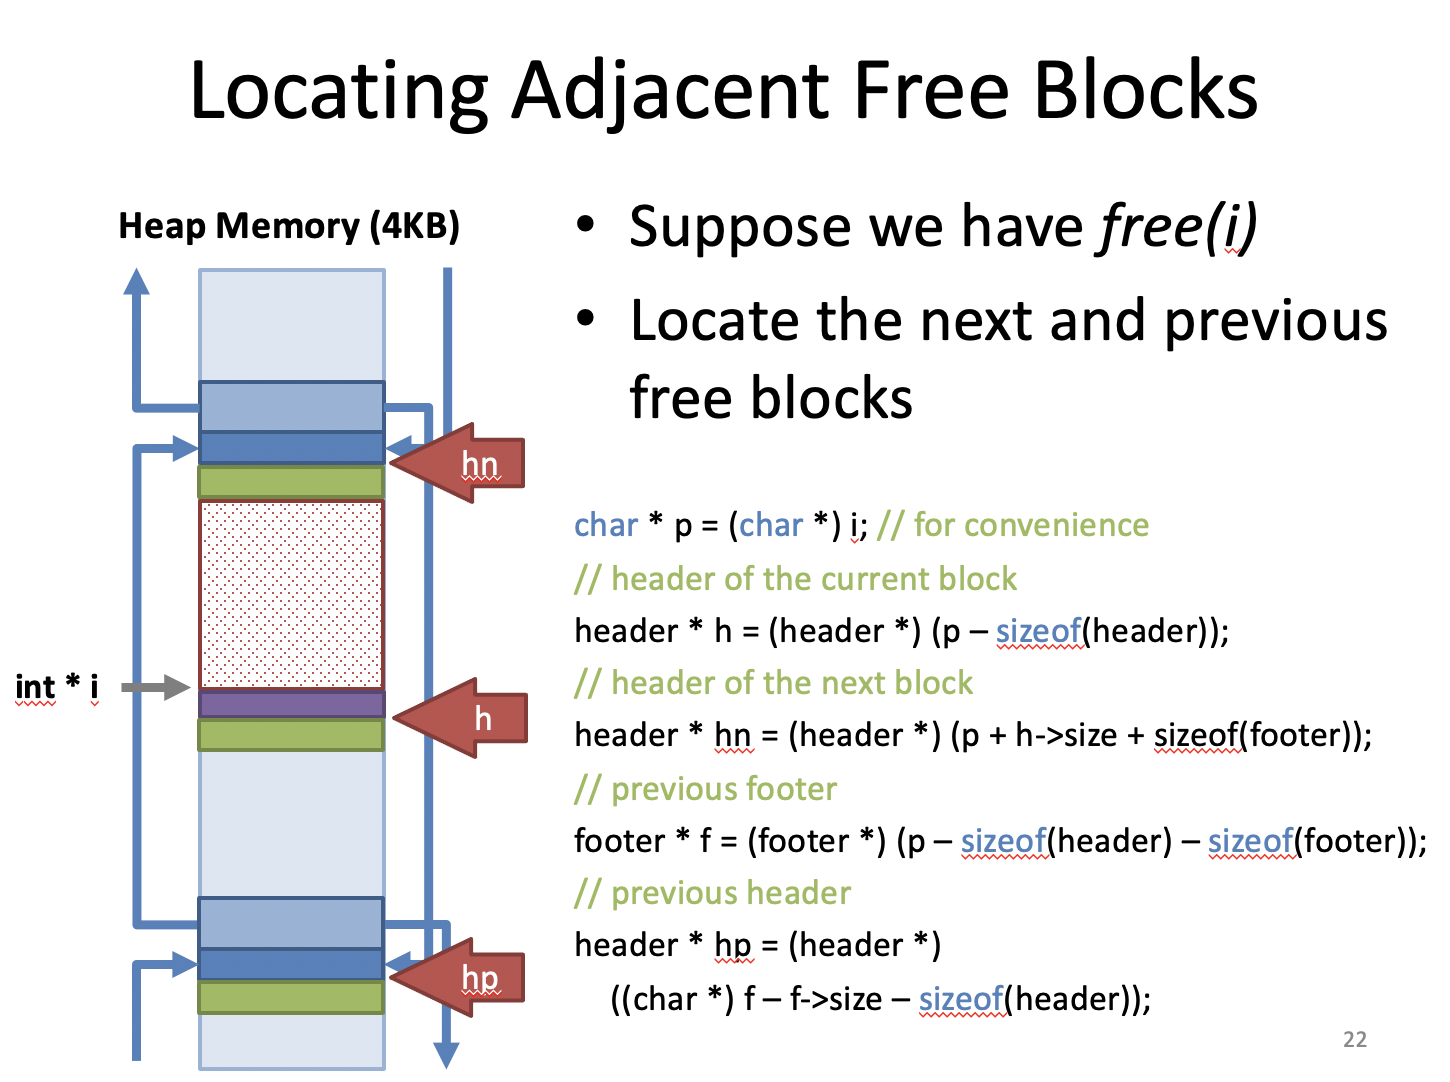 Locating Adjacent Free Blocks
Heap Memory (4KB)
hn
int * i
h
hp
• Suppose we have free(i)
• Locate the next and previous
free blocks
char * p = (char *) i; // for convenience
// header of the current block
header * h = (header *) (p – sizeof(header));
// header of the next block
header * hn = (header *) (p + h->size + sizeof(footer));
// previous footer
footer * f = (footer *) (p – sizeof(header) – sizeof(footer));
// previous header
header * hp = (header *)
((char *) f – f->size – sizeof(header));
22